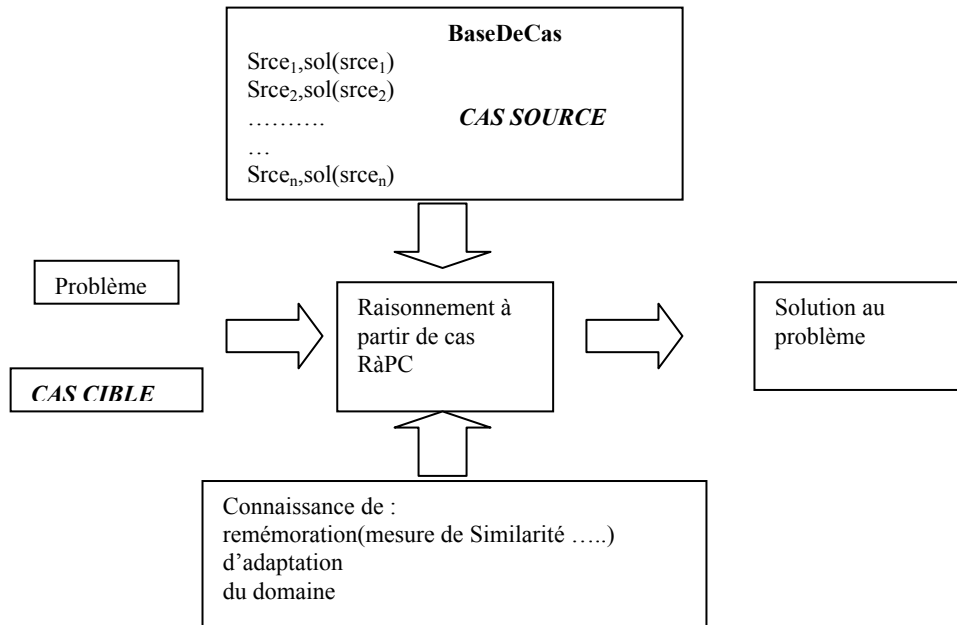 BaseDeCas
Srce₁,sol(srce₁)
Srce₂,sol(srce₂)
……….
CAS SOURCE
…
Srceₙ,sol(srceₙ)
Problème
CAS CIBLE
Raisonnement à
partir de cas
RàPC
Solution au
problème
Connaissance de :
remémoration(mesure de Similarité …..)
d’adaptation
du domaine